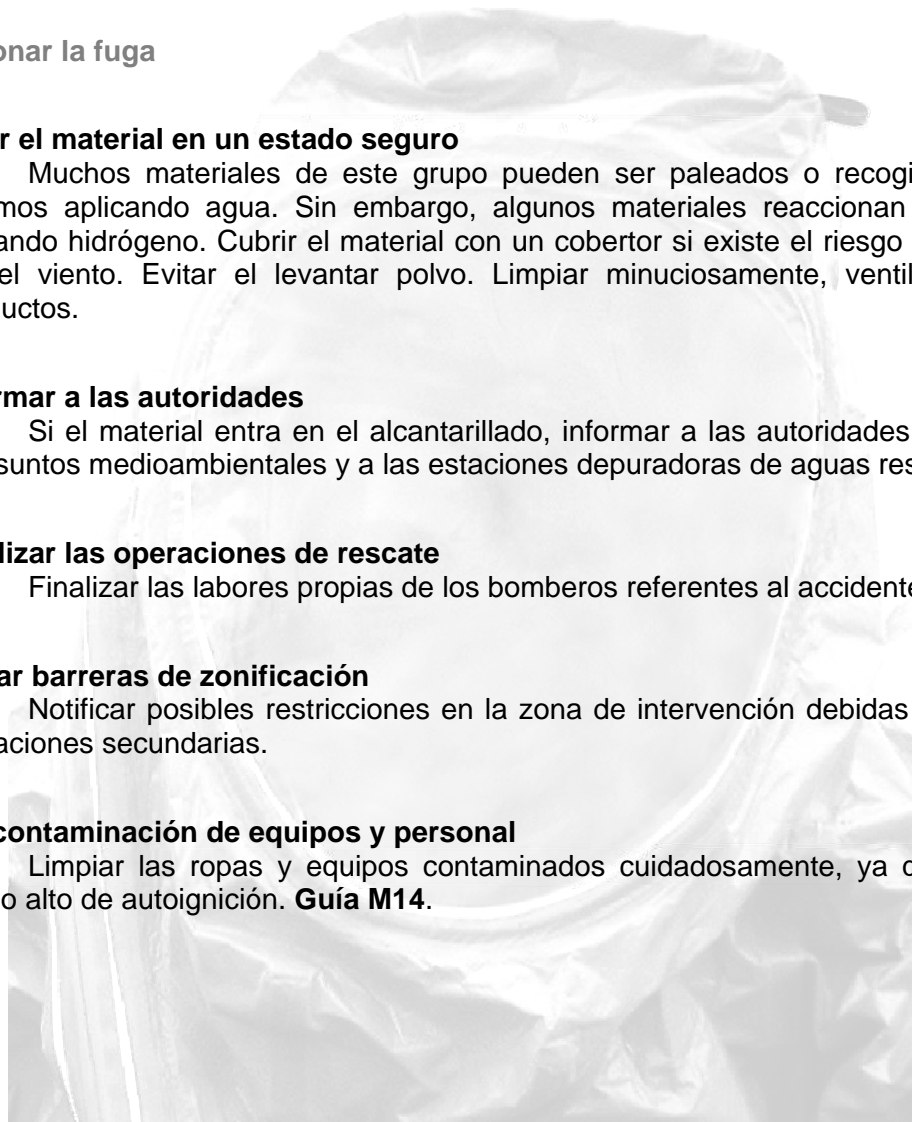 onar la fuga
r el material en un estado seguro
Muchos materiales de este grupo pueden ser paleados o recogi
mos aplicando agua. Sin embargo, algunos materiales reaccionan
ando hidrógeno. Cubrir el material con un cobertor si existe el riesgo
el viento. Evitar el levantar polvo. Limpiar minuciosamente, ventil
uctos.
rmar a las autoridades
Si el material entra en el alcantarillado, informar a las autoridades
suntos medioambientales y a las estaciones depuradoras de aguas res
lizar las operaciones de rescate
Finalizar las labores propias de los bomberos referentes al accidente
ar barreras de zonificación
Notificar posibles restricciones en la zona de intervención debidas
aciones secundarias.
contaminación de equipos y personal
Limpiar las ropas y equipos contaminados cuidadosamente, ya q
o alto de autoignición. Guía M14.